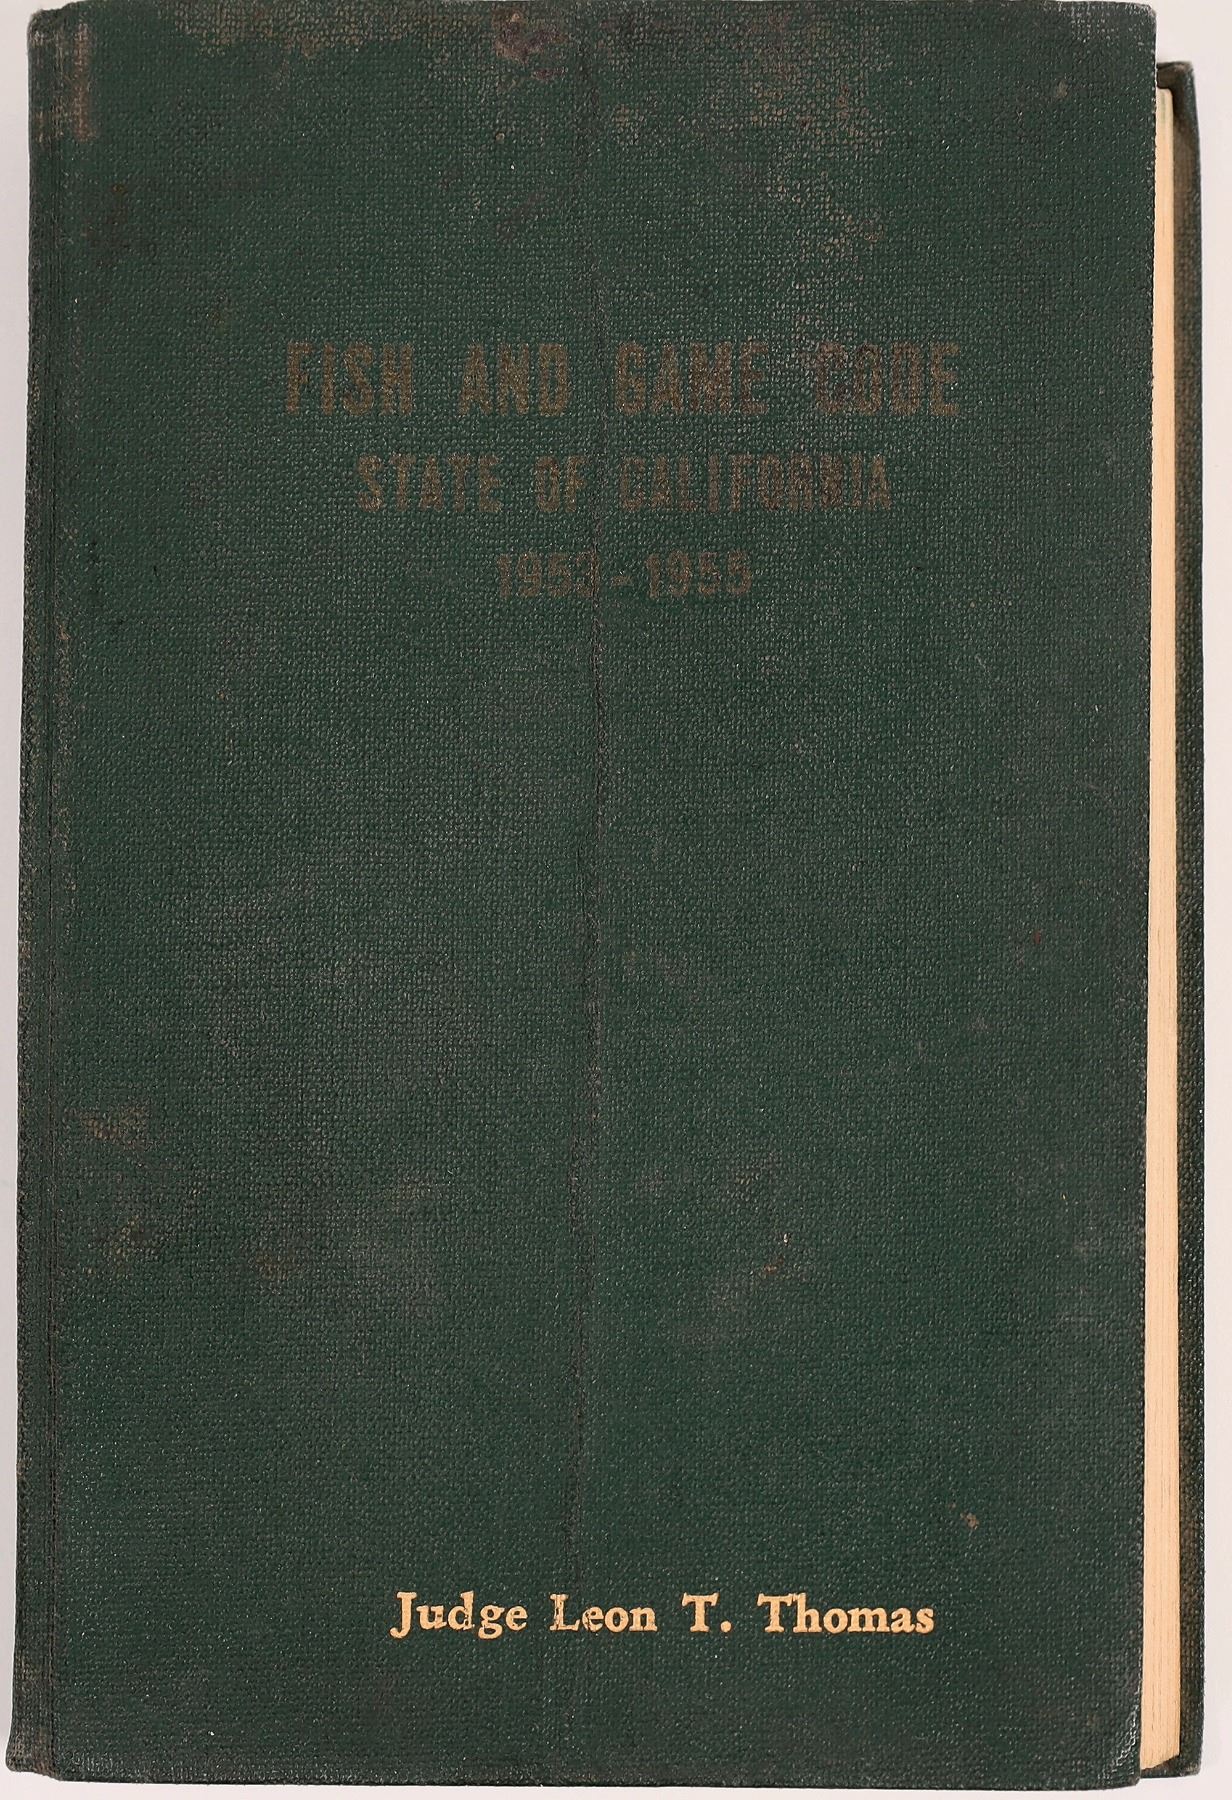 FISH AND GAME CODE
STATE OF CALIFORNIA
1953-1955
Judge Leon T. Thomas